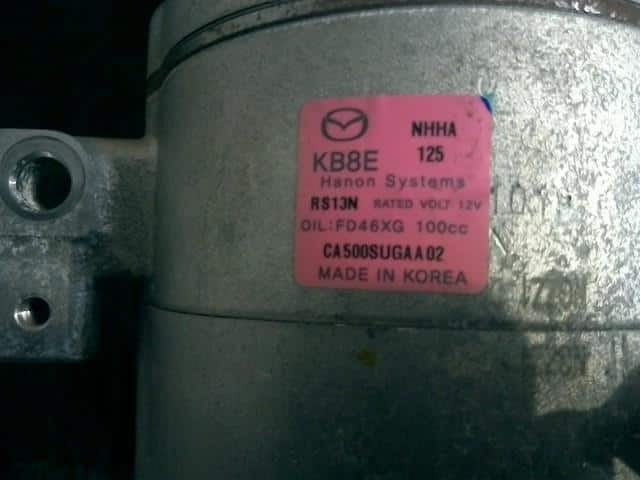 NHHA
KB8E 125
Hanon Systems
RS13N RATED VOLT 12V
OIL:FD46XG 100cc
CA500SUGAA02
MADE IN KOREA